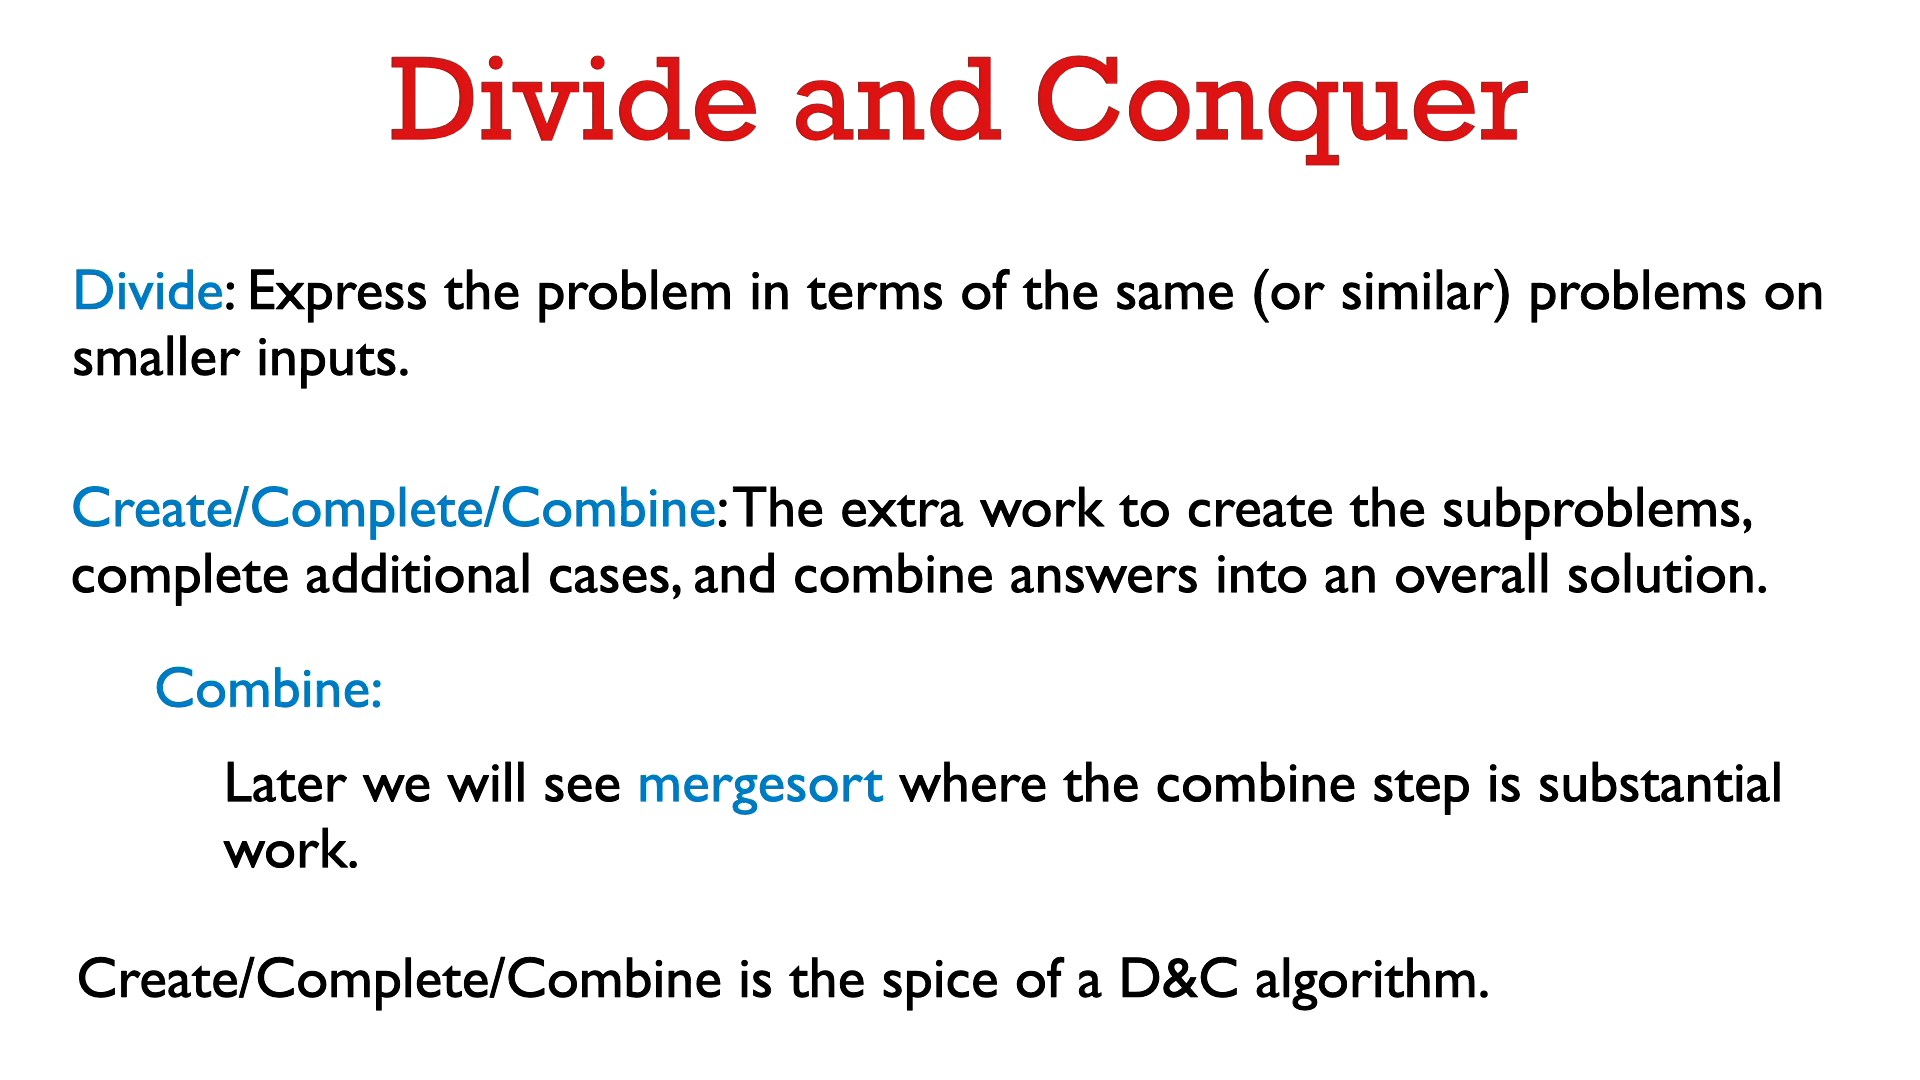 Divide and Conquer
Divide: Express the problem in terms of the same (or similar) problems on
smaller inputs.
Create/Complete/Combine: The extra work to create the subproblems,
complete additional cases, and combine answers into an overall solution.
Combine:
Later we will see mergesort where the combine step is substantial
work.
Create/Complete/Combine is the spice of a D&C algorithm.